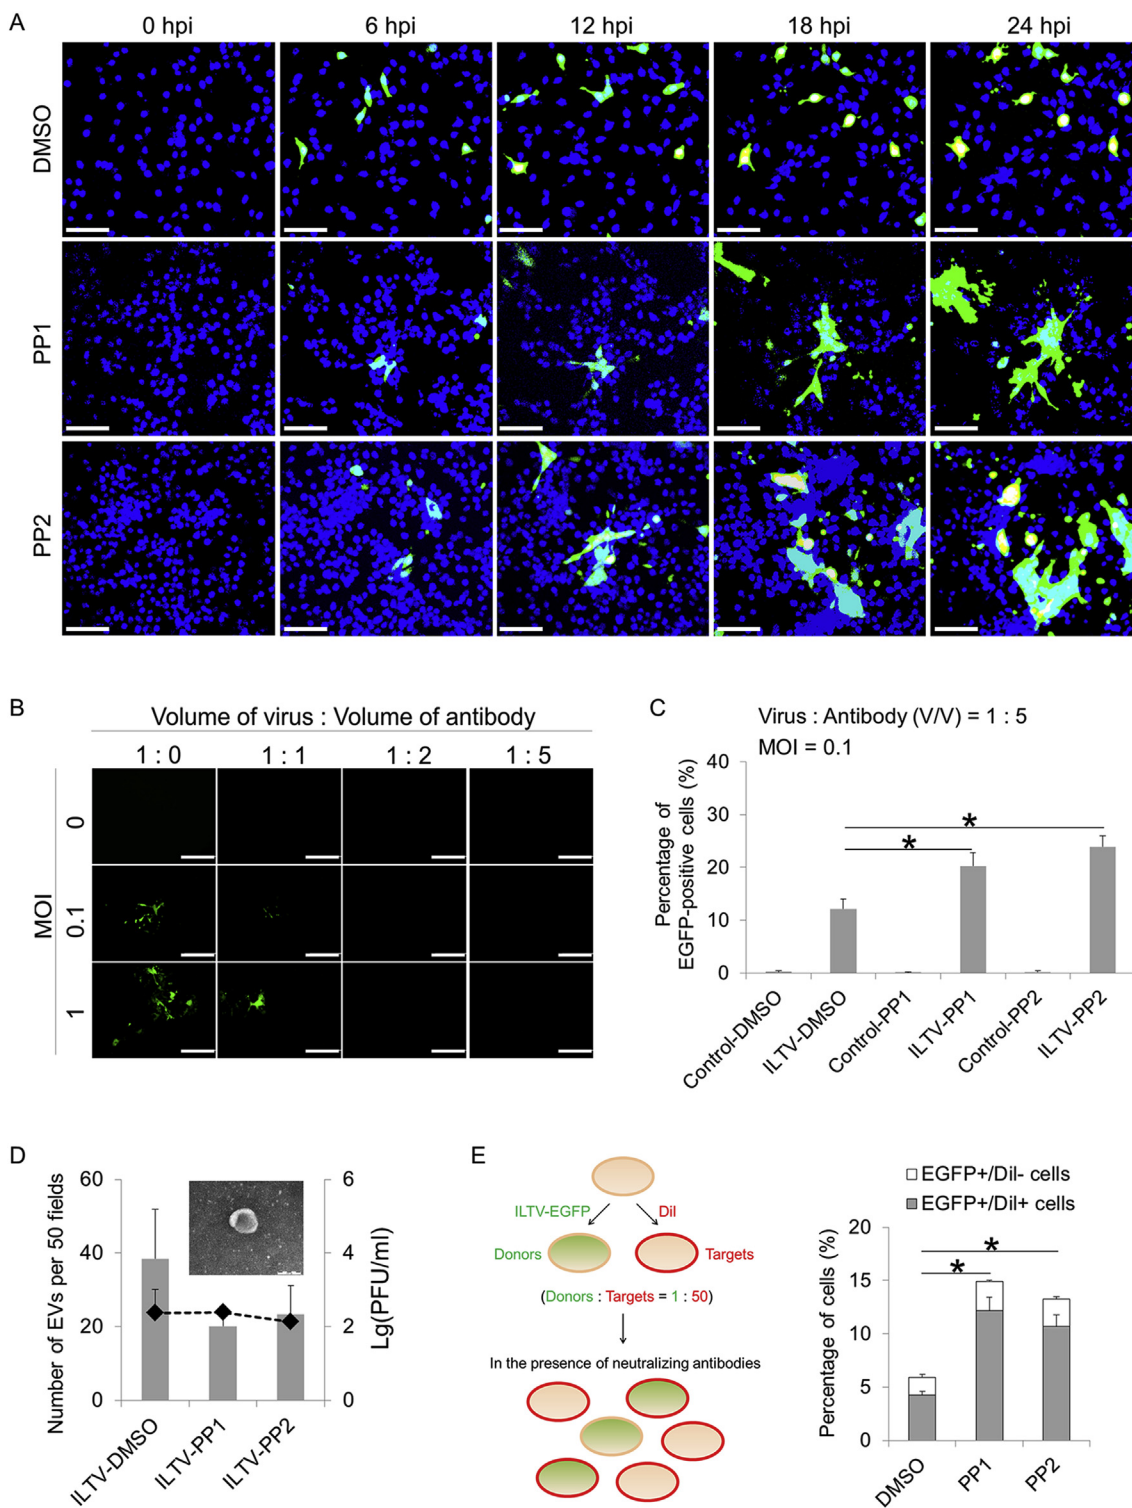 A
0 hpi 6 hpi 12 hpi 18 hpi 24 hpi
DMSO
PP1
PP2
B
Volume of virus : Volume of antibody
1 : 0 1 : 1 1 : 2 1 : 5
MOI
0
0.1
1
C
Virus : Antibody (V/V) = 1 : 5
MOI = 0.1
Percentage of
EGFP-positive cells (%)
40
30
20
10
0
* *
Control-DMSO
ILTV-DMSO
Control-PP1
ILTV-PP1
Control-PP2
ILTV-PP2
D
Number of EVs per 50 fields
60
40
20
0
6
4
2
0
Lg(PFU/ml)
ILTV-DMSO
ILTV-PP1
ILTV-PP2
E
ILTV-EGFP DiI
Donors Targets
(Donors : Targets = 1 : 50)
In the presence of neutralizing antibodies
EGFP+/DiI- cells
EGFP+/DiI+ cells
Percentage of cells (%)
20
15
10
5
0
* *
DMSO
PP1
PP2